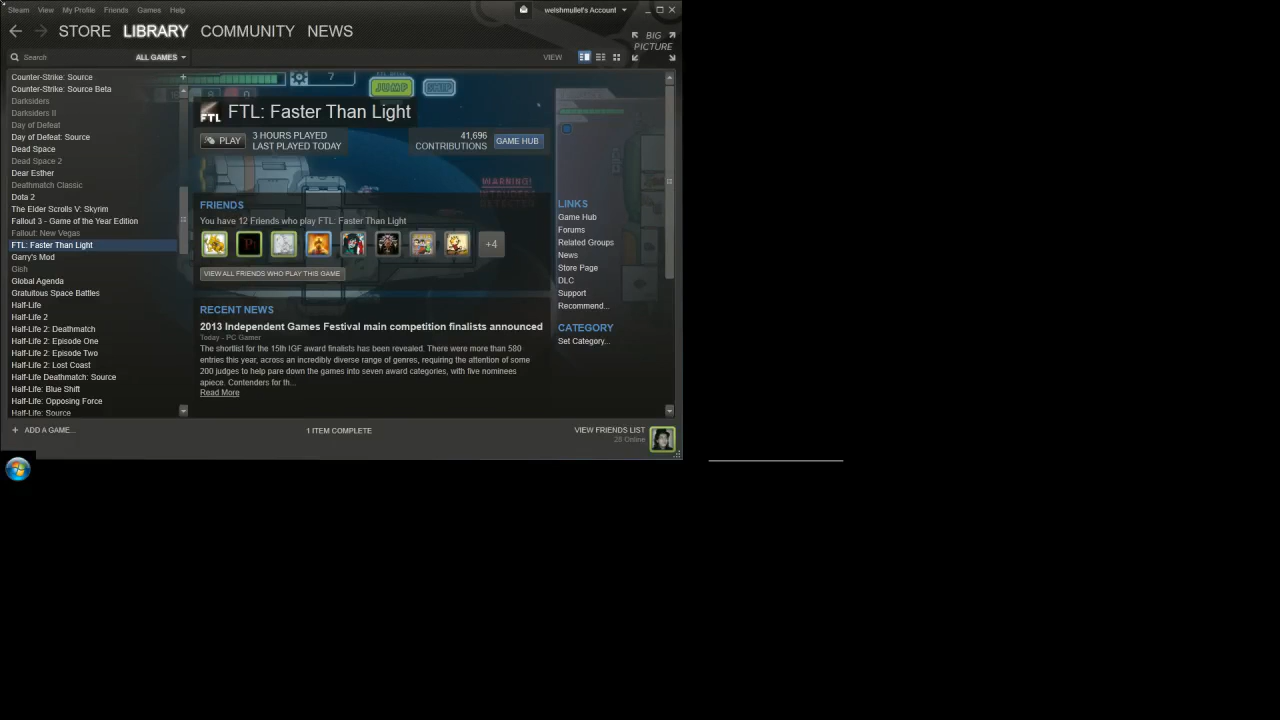 Steam View My Profile Friends Games Help
welshmullet's Account
STORE LIBRARY COMMUNITY NEWS
BIG
PICTURE
Search
ALL GAMES
VIEW
Counter-Strike: Source
Counter-Strike: Source Beta
Darksiders
Darksiders II
Day of Defeat
Day of Defeat: Source
Dead Space
Dead Space 2
Dear Esther
Deathmatch Classic
Dota 2
The Elder Scrolls V: Skyrim
Fallout 3 - Game of the Year Edition
Fallout: New Vegas
FTL: Faster Than Light
Garry's Mod
Gish
Global Agenda
Gratuitous Space Battles
Half-Life
Half-Life 2
Half-Life 2: Deathmatch
Half-Life 2: Episode One
Half-Life 2: Episode Two
Half-Life 2: Lost Coast
Half-Life Deathmatch: Source
Half-Life: Blue Shift
Half-Life: Opposing Force
Half-Life: Source
+ ADD A GAME...
7
JUMP
SHIP
FTL
FTL: Faster Than Light
PLAY
3 HOURS PLAYED
LAST PLAYED TODAY
41,696
CONTRIBUTIONS
GAME HUB
WARNING!
INTRUDERS
DETECTED
FRIENDS
You have 12 Friends who play FTL: Faster Than Light
+4
VIEW ALL FRIENDS WHO PLAY THIS GAME
RECENT NEWS
2013 Independent Games Festival main competition finalists announced
Today - PC Gamer
The shortlist for the 15th IGF award finalists has been revealed. There were more than 580
entries this year, across an incredibly diverse range of genres, requiring the attention of some
200 judges to help pare down the games into seven award categories, with five nominees
apiece. Contenders for th...
Read More
LINKS
Game Hub
Forums
Related Groups
News
Store Page
DLC
Support
Recommend...
CATEGORY
Set Category...
1 ITEM COMPLETE
VIEW FRIENDS LIST
28 Online